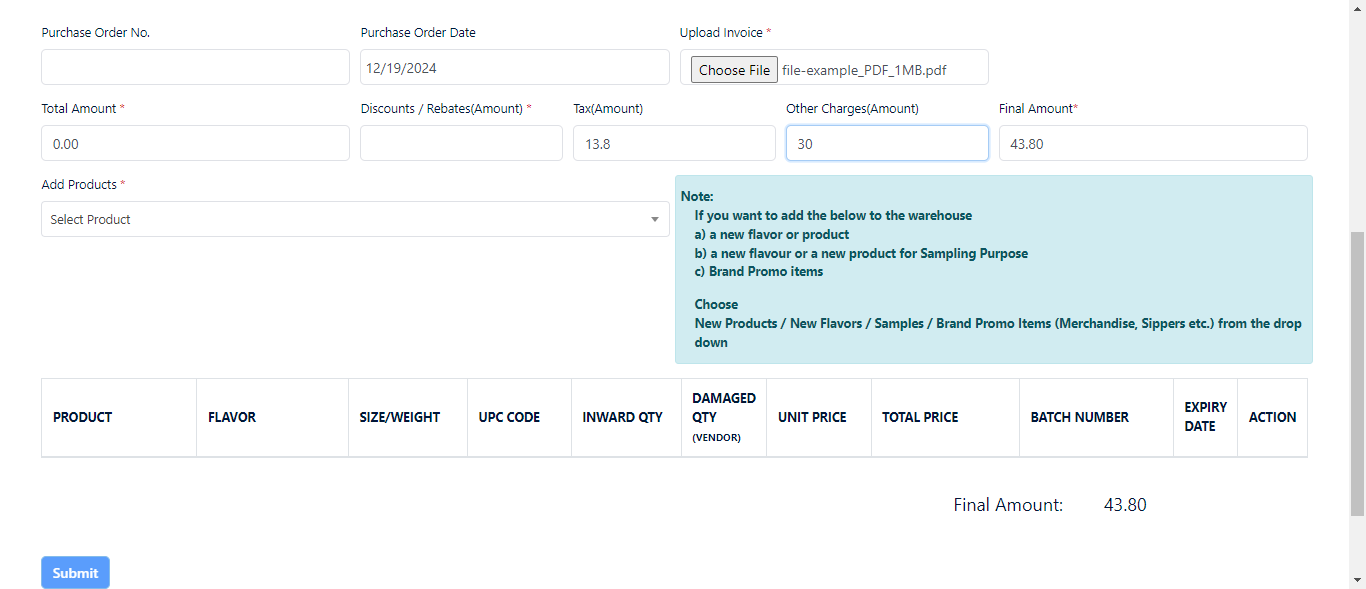 Purchase Order No. Purchase Order Date Upload Invoice *
12/19/2024 Choose File file-example_PDF_1MB.pdf
Total Amount * Discounts / Rebates(Amount) * Tax(Amount) Other Charges(Amount) Final Amount*
0.00 13.8 30 43.80
Add Products *
Select Product
Note:
If you want to add the below to the warehouse
a) a new flavor or product
b) a new flavour or a new product for Sampling Purpose
c) Brand Promo items
Choose
New Products / New Flavors / Samples / Brand Promo Items (Merchandise, Sippers etc.) from the drop
down
PRODUCT FLAVOR SIZE/WEIGHT UPC CODE INWARD QTY DAMAGED QTY (VENDOR) UNIT PRICE TOTAL PRICE BATCH NUMBER EXPIRY DATE ACTION
Final Amount: 43.80
Submit